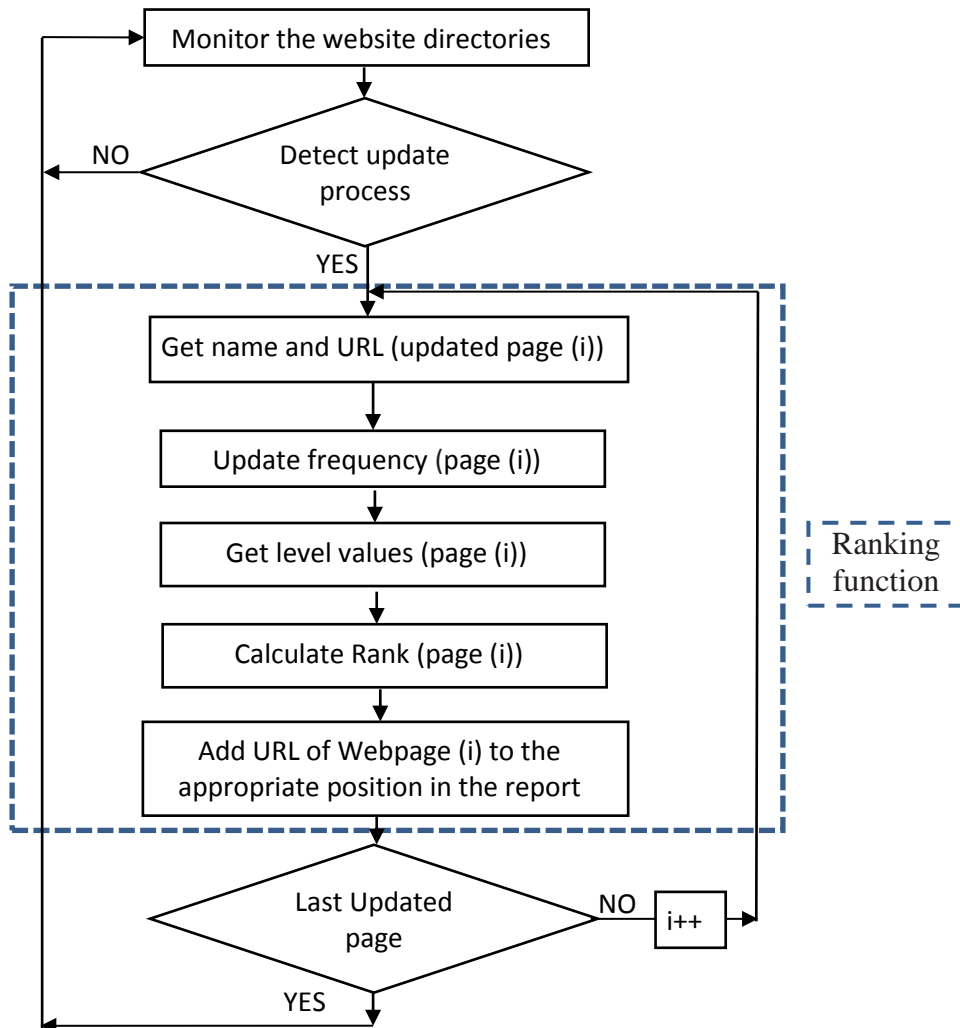 Monitor the website directories
NO
Detect update
process
YES
Get name and URL (updated page (i))
Update frequency (page (i))
Get level values (page (i))
Ranking
function
Calculate Rank (page (i))
Add URL of Webpage (i) to the
appropriate position in the report
Last Updated
page
NO
i++
YES